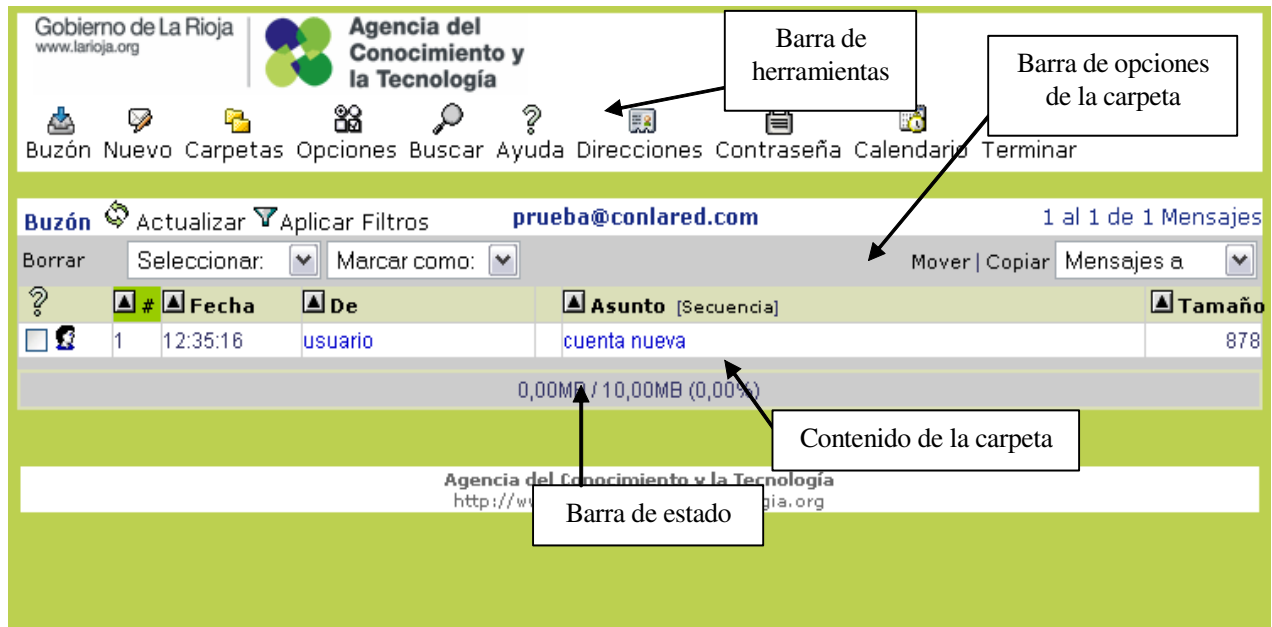 Gobierno de La Rioja
www.larioja.org
Agencia del
Conocimiento y
la Tecnología
Barra de
herramientas
Barra de opciones
de la carpeta
Buzón Nuevo Carpetas Opciones Buscar Ayuda Direcciones Contraseña Calendario Terminar
Buzón Actualizar Aplicar Filtros prueba@conlared.com 1 al 1 de 1 Mensajes
Borrar Seleccionar: Marcar como: Mover | Copiar Mensajes a
# Fecha De Asunto [Secuencia] Tamaño
1 12:35:16 usuario cuenta nueva 878
0,00MB / 10,00MB (0,00%)
Contenido de la carpeta
Agencia del Conocimiento y la Tecnología
http://w gia.org
Barra de estado